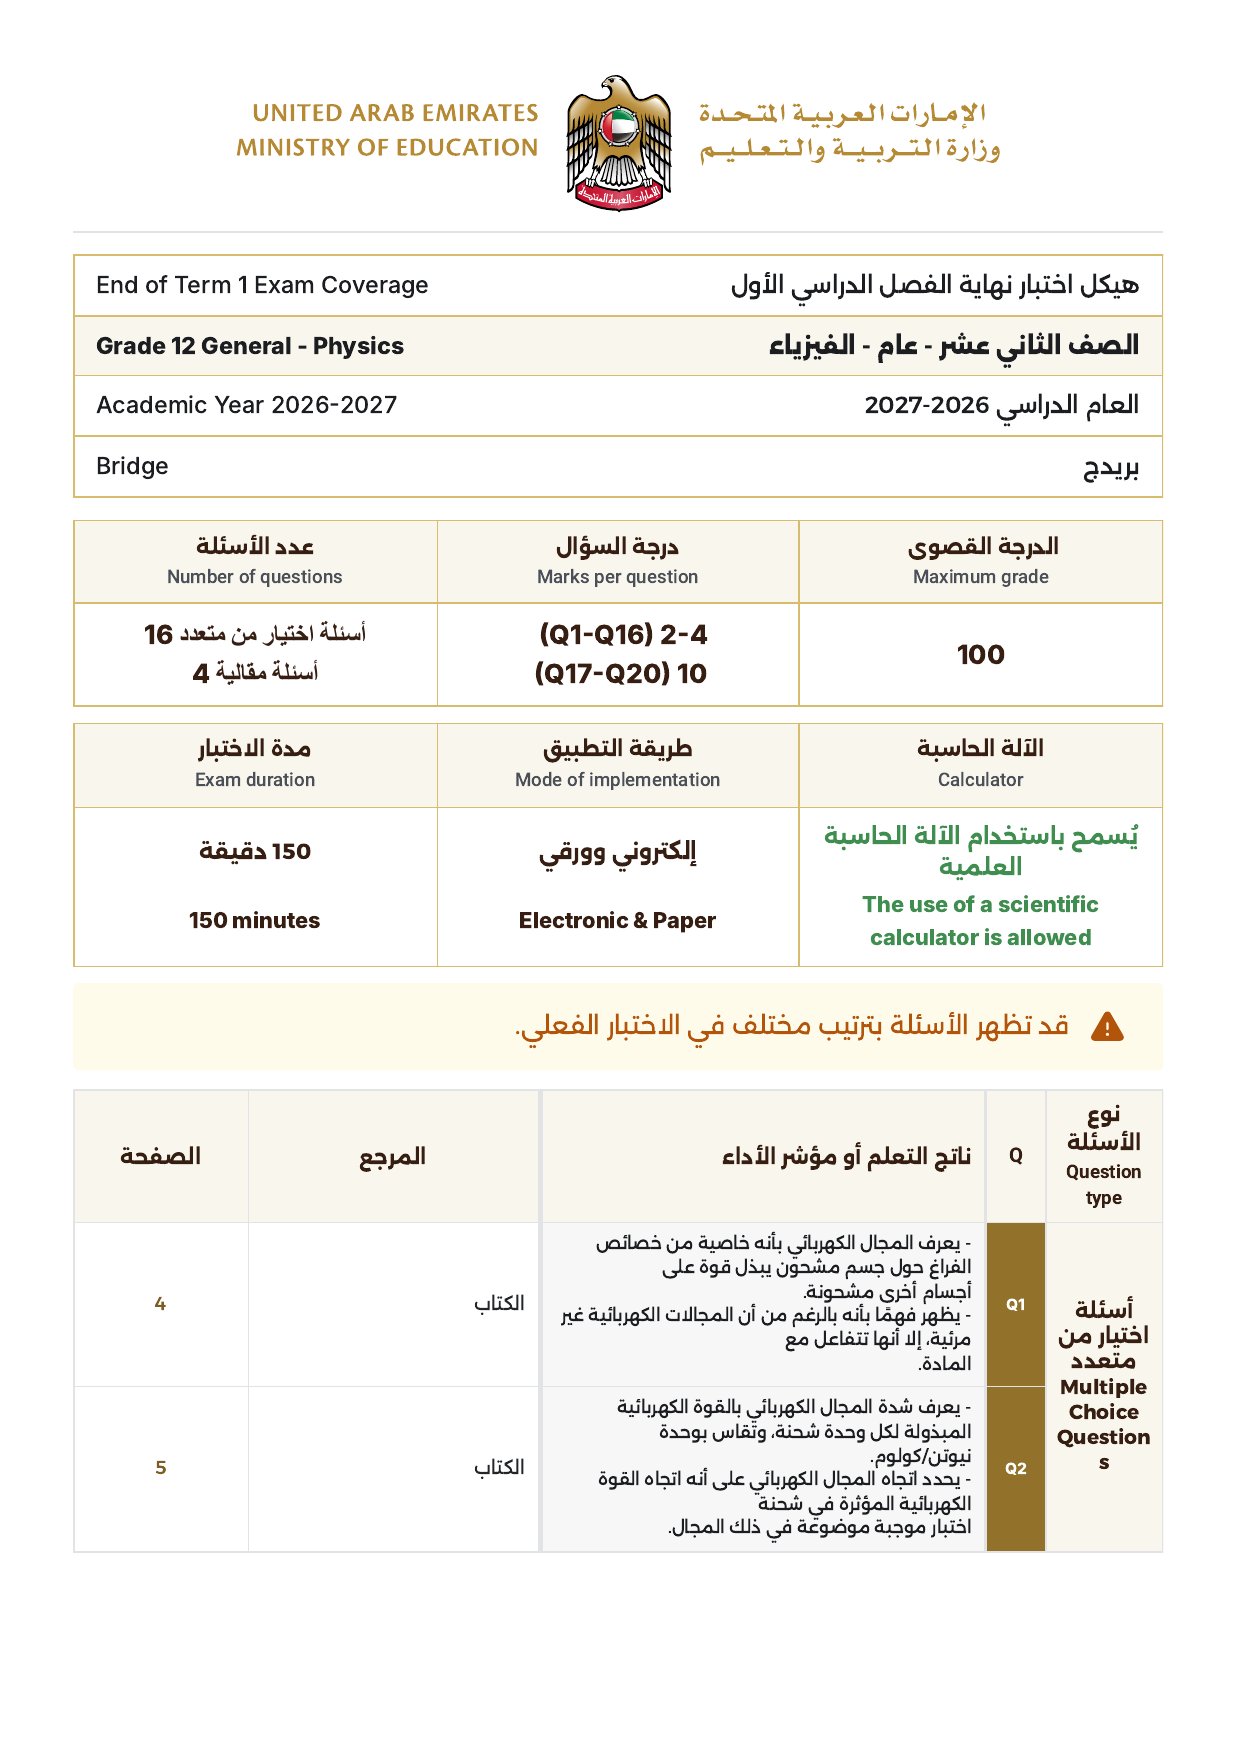 UNITED ARAB EMIRATES
MINISTRY OF EDUCATION
الإمارات العربية المتحدة
وزارة التربية والتعليم
الإمارات العربية المتحدة
هيكل اختبار نهاية الفصل الدراسي الأول
End of Term 1 Exam Coverage
الصف الثاني عشر - عام - الفيزياء
Grade 12 General - Physics
العام الدراسي 2026-2027
Academic Year 2026-2027
بريدج
Bridge
الدرجة القصوى
Maximum grade
درجة السؤال
Marks per question
عدد الأسئلة
Number of questions
100
(Q1-Q16) 2-4
(Q17-Q20) 10
16 أسئلة اختيار من متعدد
4 أسئلة مقالية
الآلة الحاسبة
Calculator
طريقة التطبيق
Mode of implementation
مدة الاختبار
Exam duration
يُسمح باستخدام الآلة الحاسبة
العلمية
The use of a scientific
calculator is allowed
إلكتروني وورقي
Electronic & Paper
150 دقيقة
150 minutes
قد تظهر الأسئلة بترتيب مختلف في الاختبار الفعلي.
نوع
الأسئلة
Question
type
Q
ناتج التعلم أو مؤشر الأداء
المرجع
الصفحة
أسئلة
اختيار من
متعدد
Multiple
Choice
Question
s
Q1
- يعرف المجال الكهربائي بأنه خاصية من خصائص
الفراغ حول جسم مشحون يبذل قوة على
أجسام أخرى مشحونة.
- يظهر فهمًا بأنه بالرغم من أن المجالات الكهربائية غير
مرئية، إلا أنها تتفاعل مع
المادة.
الكتاب
4
Q2
- يعرف شدة المجال الكهربائي بالقوة الكهربائية
المبذولة لكل وحدة شحنة، وتقاس بوحدة
نيوتن/كولوم.
- يحدد اتجاه المجال الكهربائي على أنه اتجاه القوة
الكهربائية المؤثرة في شحنة
اختبار موجبة موضوعة في ذلك المجال.
الكتاب
5